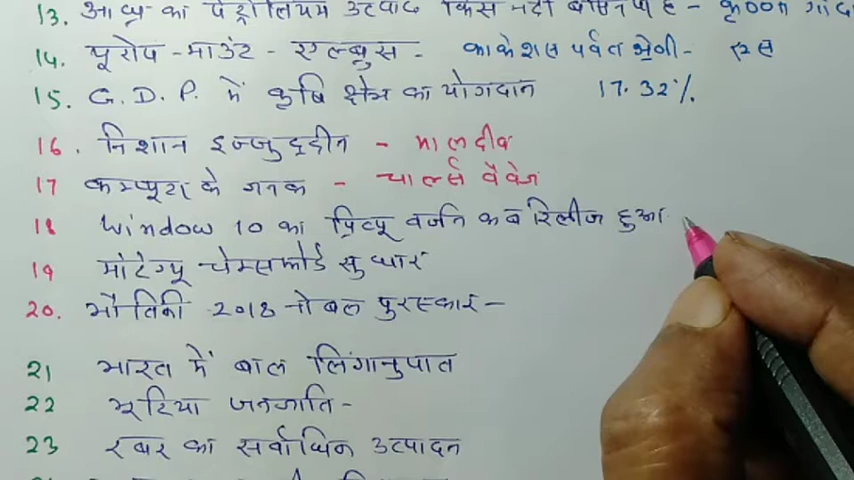 13. आन्ध्र का पेट्रोलियम उत्पाद किस नदी बेसिन में है -
14. यूरोप - माउंट - एल्ब्रुस - काकेशस पर्वत श्रेणी - रूस
15. G. D. P. में कृषि क्षेत्र का योगदान 17.32%
16. निशान इज्जुद्दीन - मालदीव
17 कम्प्यूटर के जनक - चार्ल्स वैवेज
18 Window 10 का प्रिव्यू वर्जन कब रिलीज हुआ
19 मांटेग्यू चेम्सफोर्ड सुधार
20. भौतिकी 2018 नोबल पुरस्कार -
21 भारत में बाल लिंगानुपात
22 भूटिया जनजाति -
23 रबर का सर्वाधिक उत्पादन